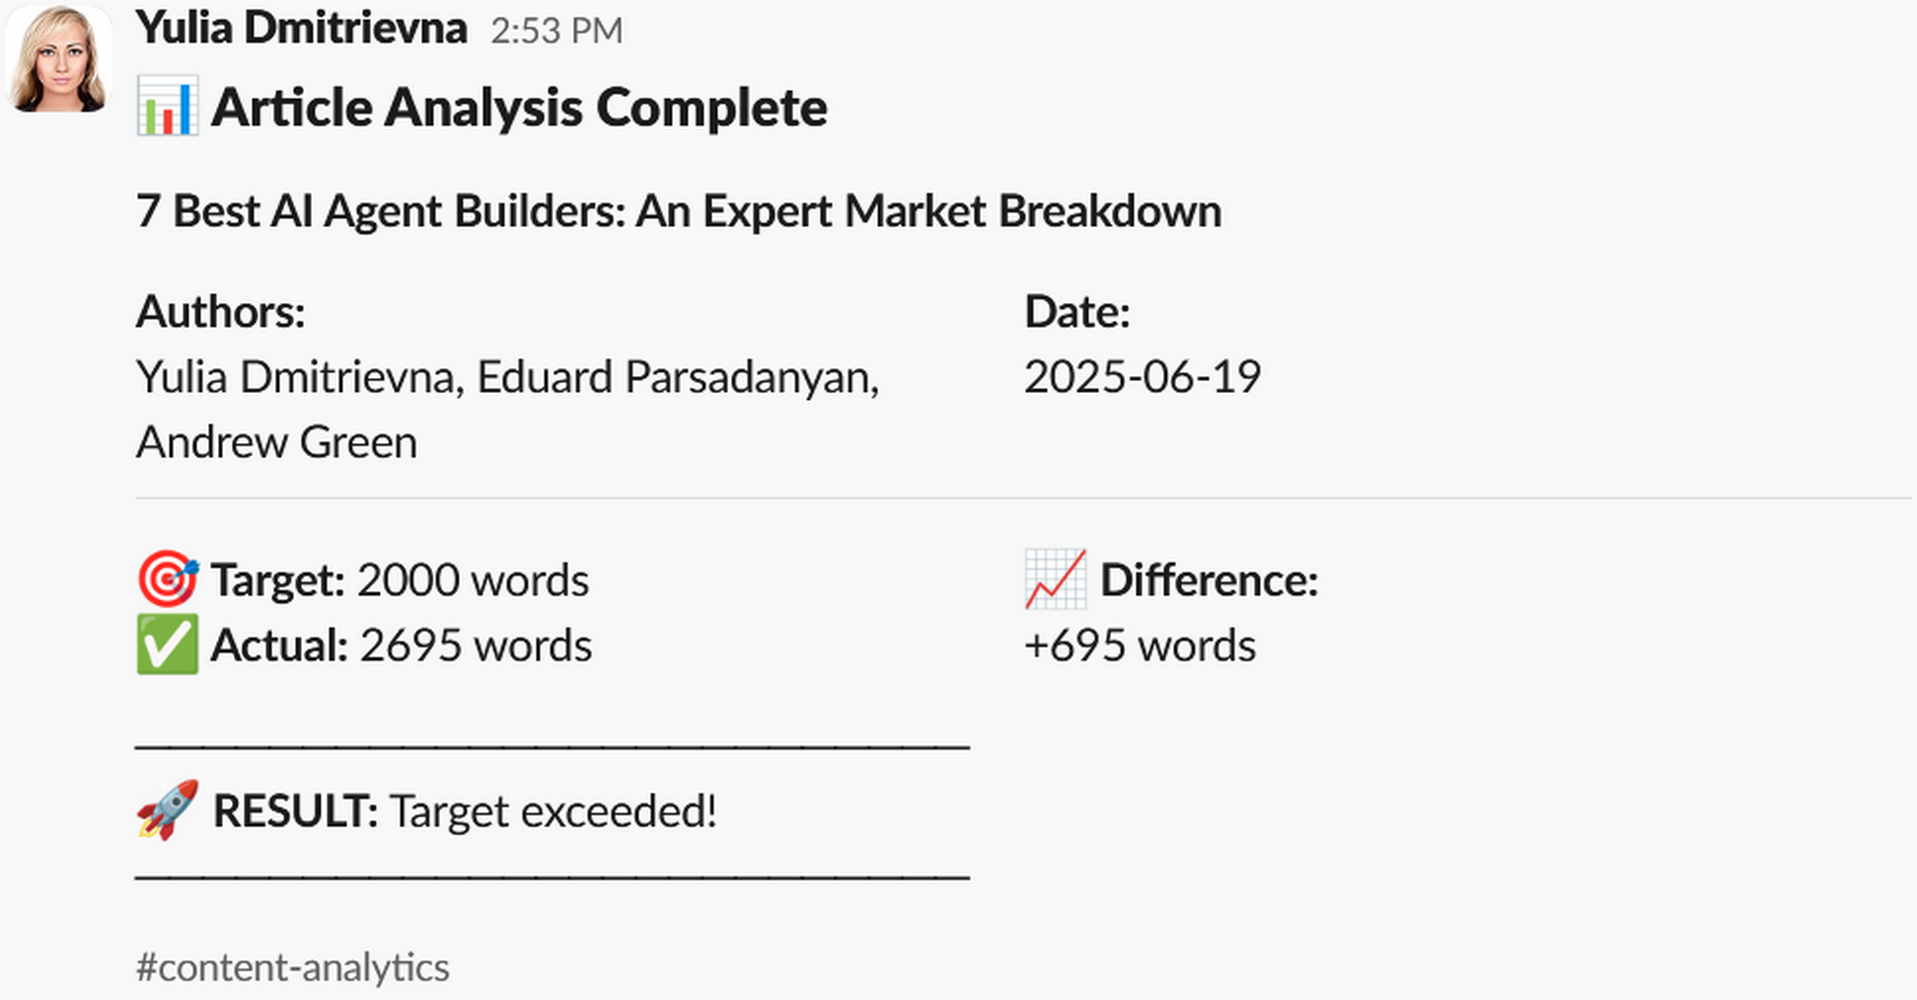 Yulia Dmitrievna 2:53 PM
📊 Article Analysis Complete
7 Best AI Agent Builders: An Expert Market Breakdown
Authors:
Yulia Dmitrievna, Eduard Parsadanyan,
Andrew Green
Date:
2025-06-19
🎯 Target: 2000 words
✅ Actual: 2695 words
📈 Difference:
+695 words
🚀 RESULT: Target exceeded!
#content-analytics